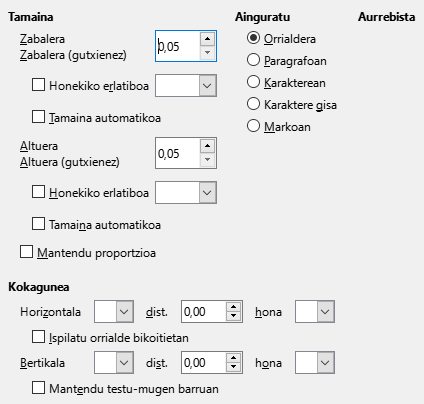 Tamaina Ainguratu Aurrebista
Zabalera
Zabalera (gutxienez) 0,05
Orrialdera
Paragrafoan
Honekiko erlatiboa
Karakterean
Karaktere gisa
Tamaina automatikoa
Markoan
Altuera
Altuera (gutxienez) 0,05
Honekiko erlatiboa
Tamaina automatikoa
Mantendu proportzioa
Kokagunea
Horizontala dist. 0,00 hona
Ispilatu orrialde bikoitietan
Bertikala dist. 0,00 hona
Mantendu testu-mugen barruan